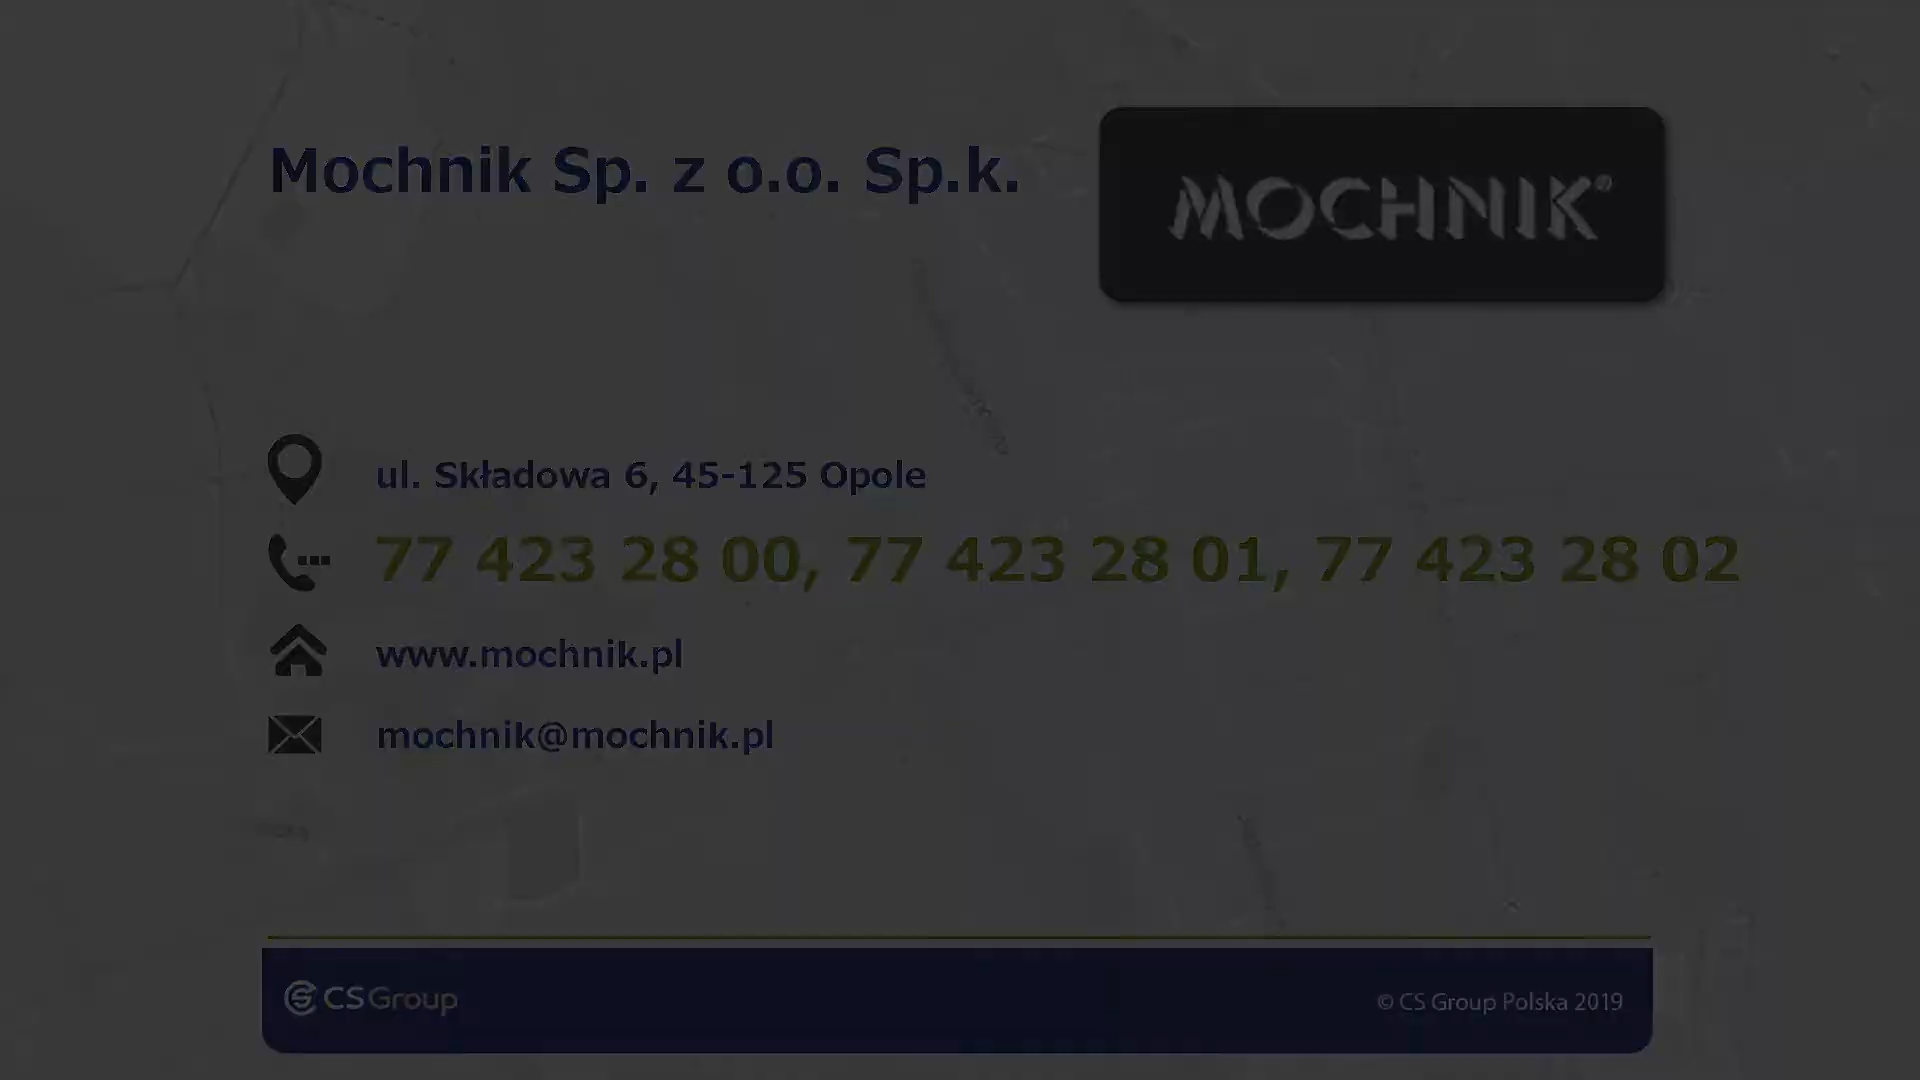 Mochnik Sp. z o.o. Sp.k.
MOCHNIK®
ul. Składowa 6, 45-125 Opole
77 423 28 00, 77 423 28 01, 77 423 28 02
www.mochnik.pl
mochnik@mochnik.pl
CS Group
© CS Group Polska 2019